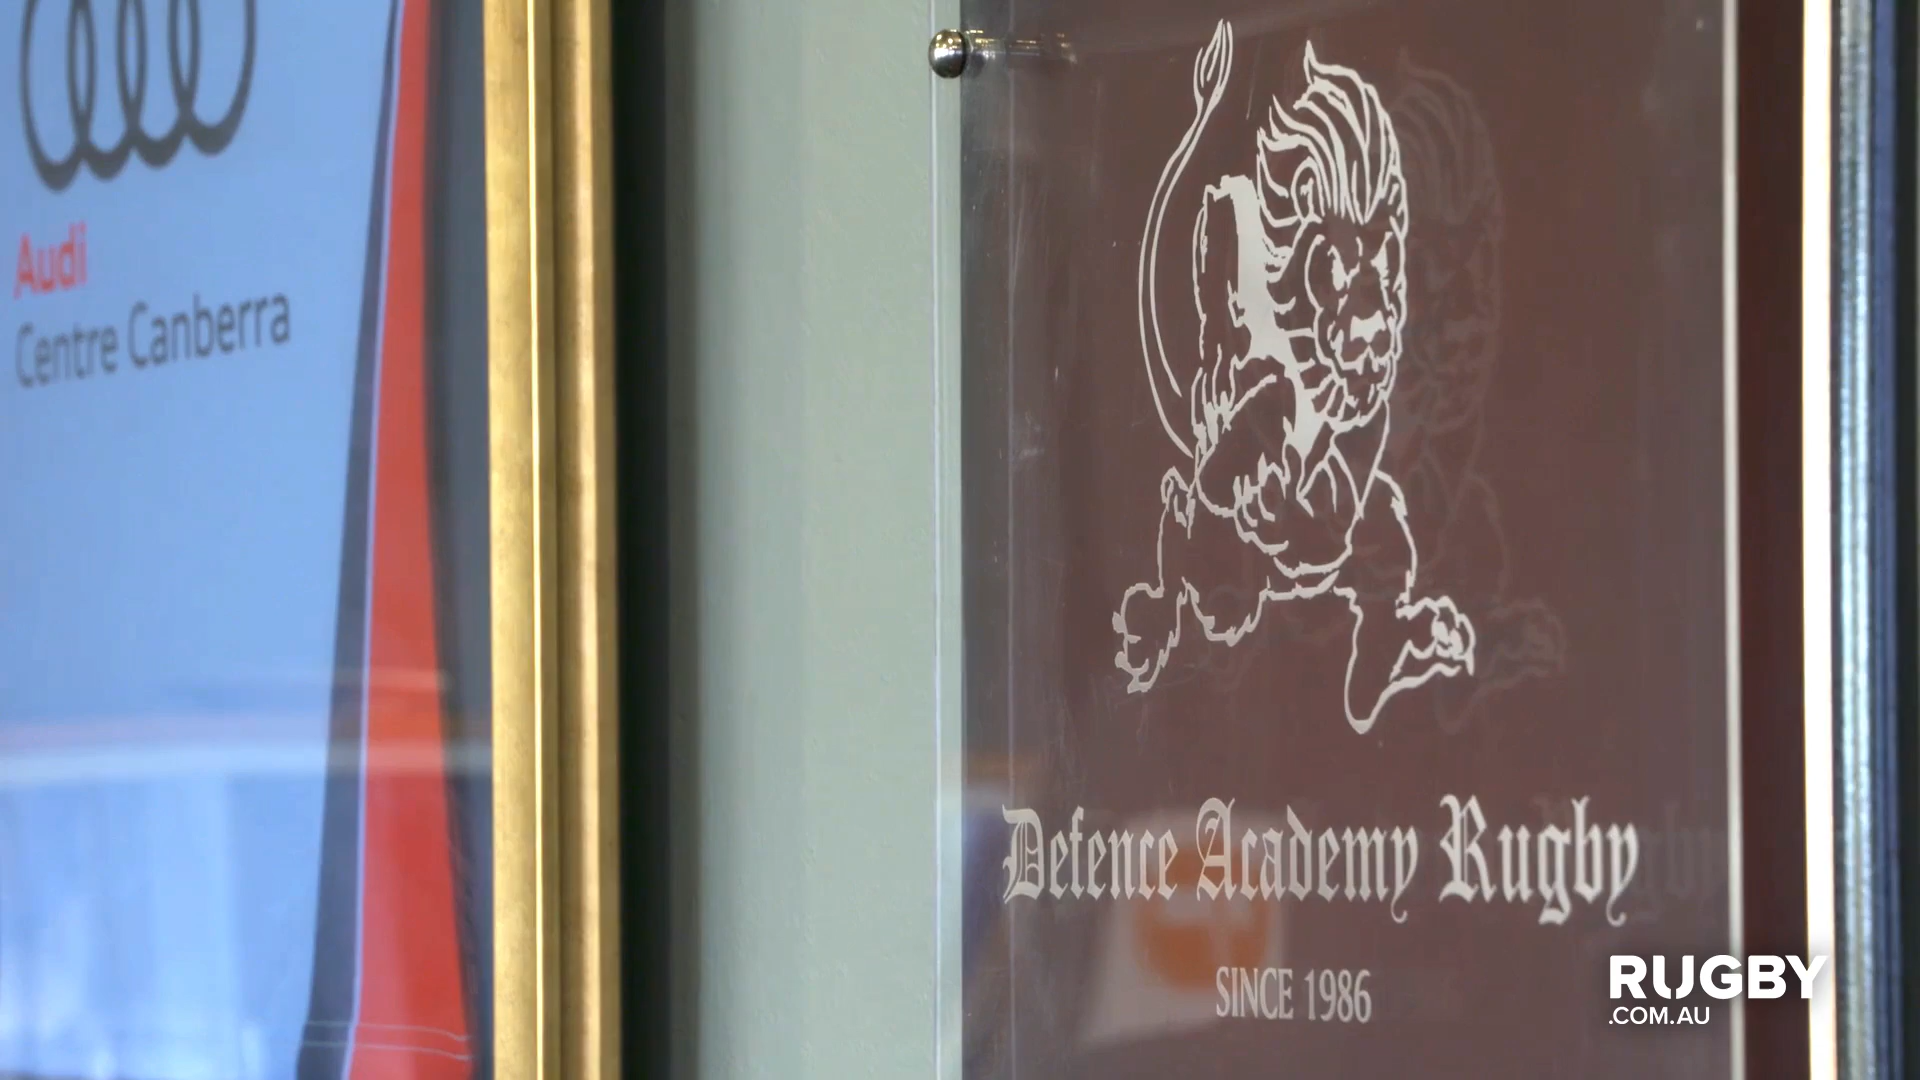 Audi
Centre Canberra
Defence Academy Rugby
SINCE 1986
RUGBY
.COM.AU